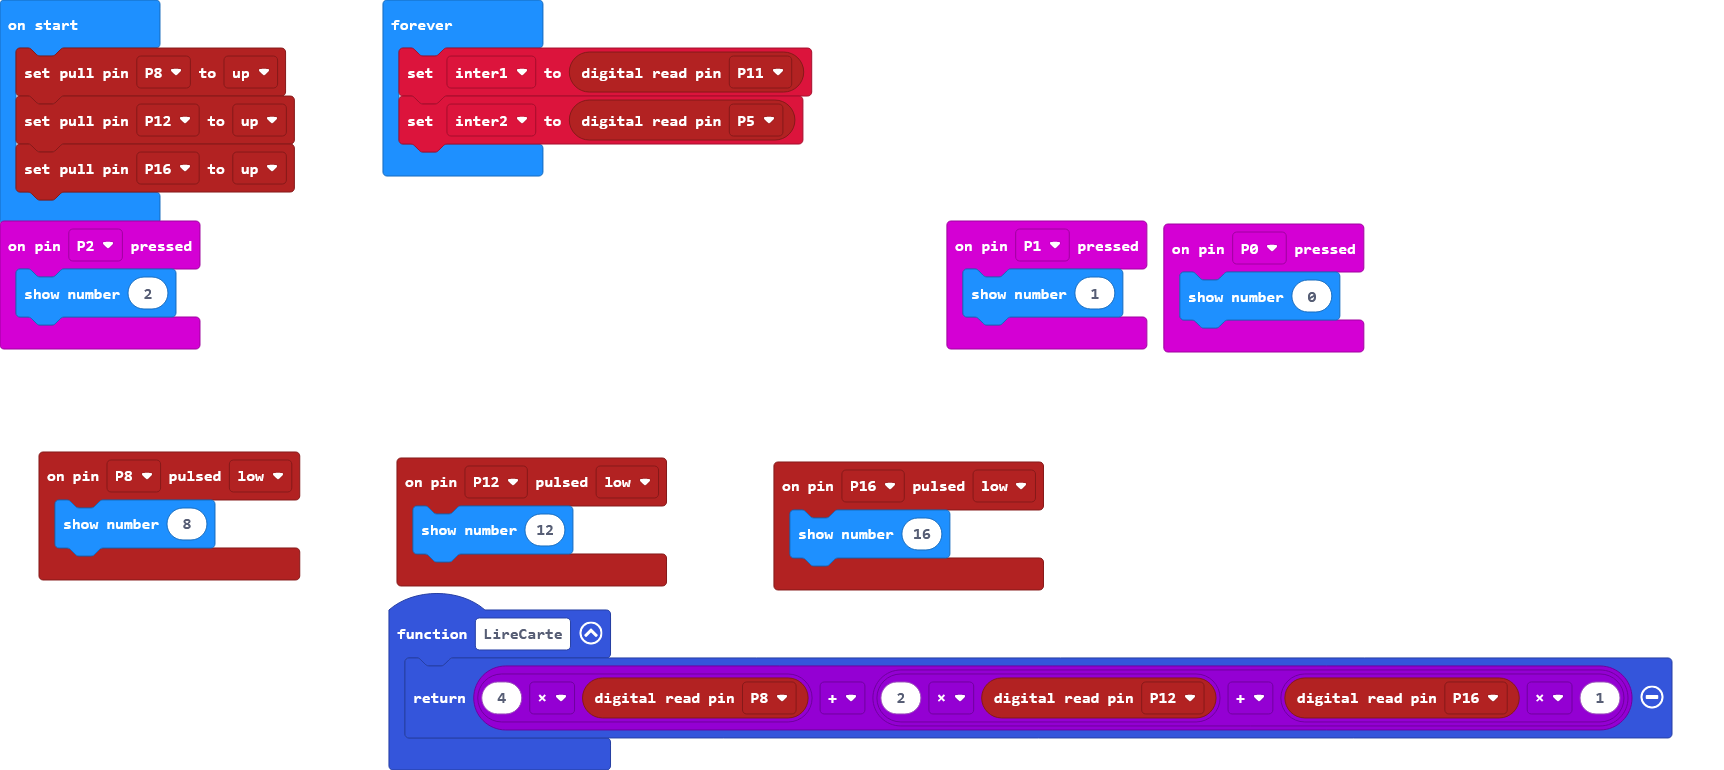 on start
set pull pin P8 to up
set pull pin P12 to up
set pull pin P16 to up
forever
set inter1 to digital read pin P11
set inter2 to digital read pin P5
on pin P2 pressed
show number 2
on pin P1 pressed
show number 1
on pin P0 pressed
show number 0
on pin P8 pulsed low
show number 8
on pin P12 pulsed low
show number 12
on pin P16 pulsed low
show number 16
function LireCarte
return 4 × digital read pin P8 + 2 × digital read pin P12 + digital read pin P16 × 1